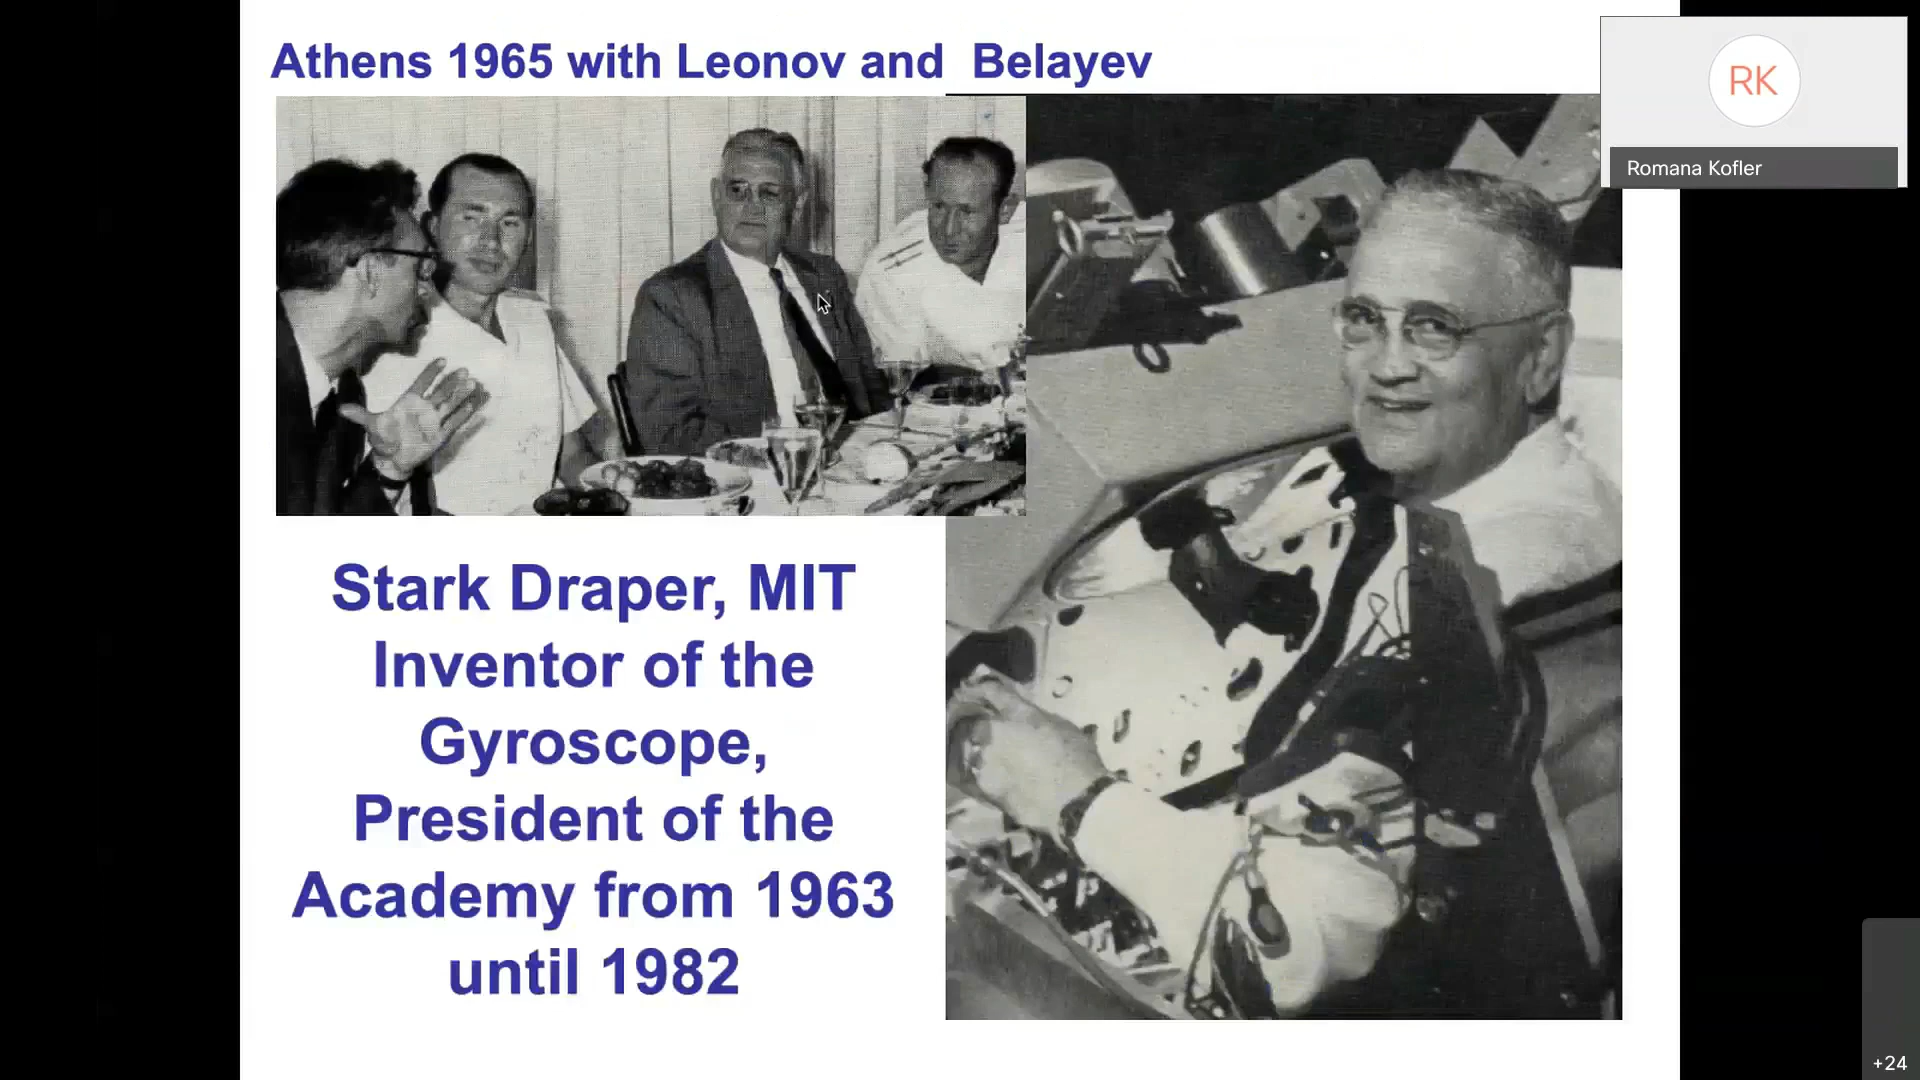 Athens 1965 with Leonov and Belayev
RK
Romana Kofler
Stark Draper, MIT
Inventor of the
Gyroscope,
President of the
Academy from 1963
until 1982
+24